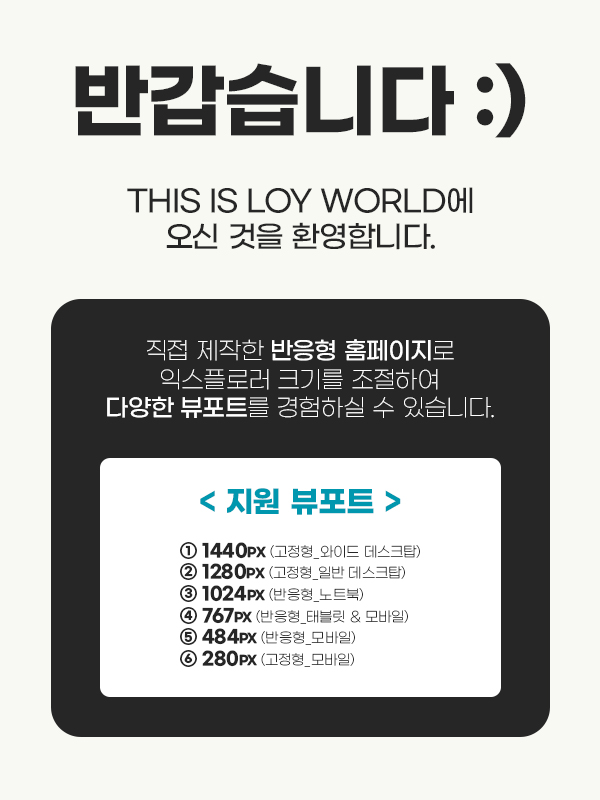 반갑습니다 :)
THIS IS LOY WORLD에
오신 것을 환영합니다.
직접 제작한 반응형 홈페이지로
익스플로러 크기를 조절하여
다양한 뷰포트를 경험하실 수 있습니다.
< 지원 뷰포트 >
① 1440PX (고정형_와이드 데스크탑)
② 1280PX (고정형_일반 데스크탑)
③ 1024PX (반응형_노트북)
④ 767PX (반응형_태블릿 & 모바일)
⑤ 484PX (반응형_모바일)
⑥ 280PX (고정형_모바일)